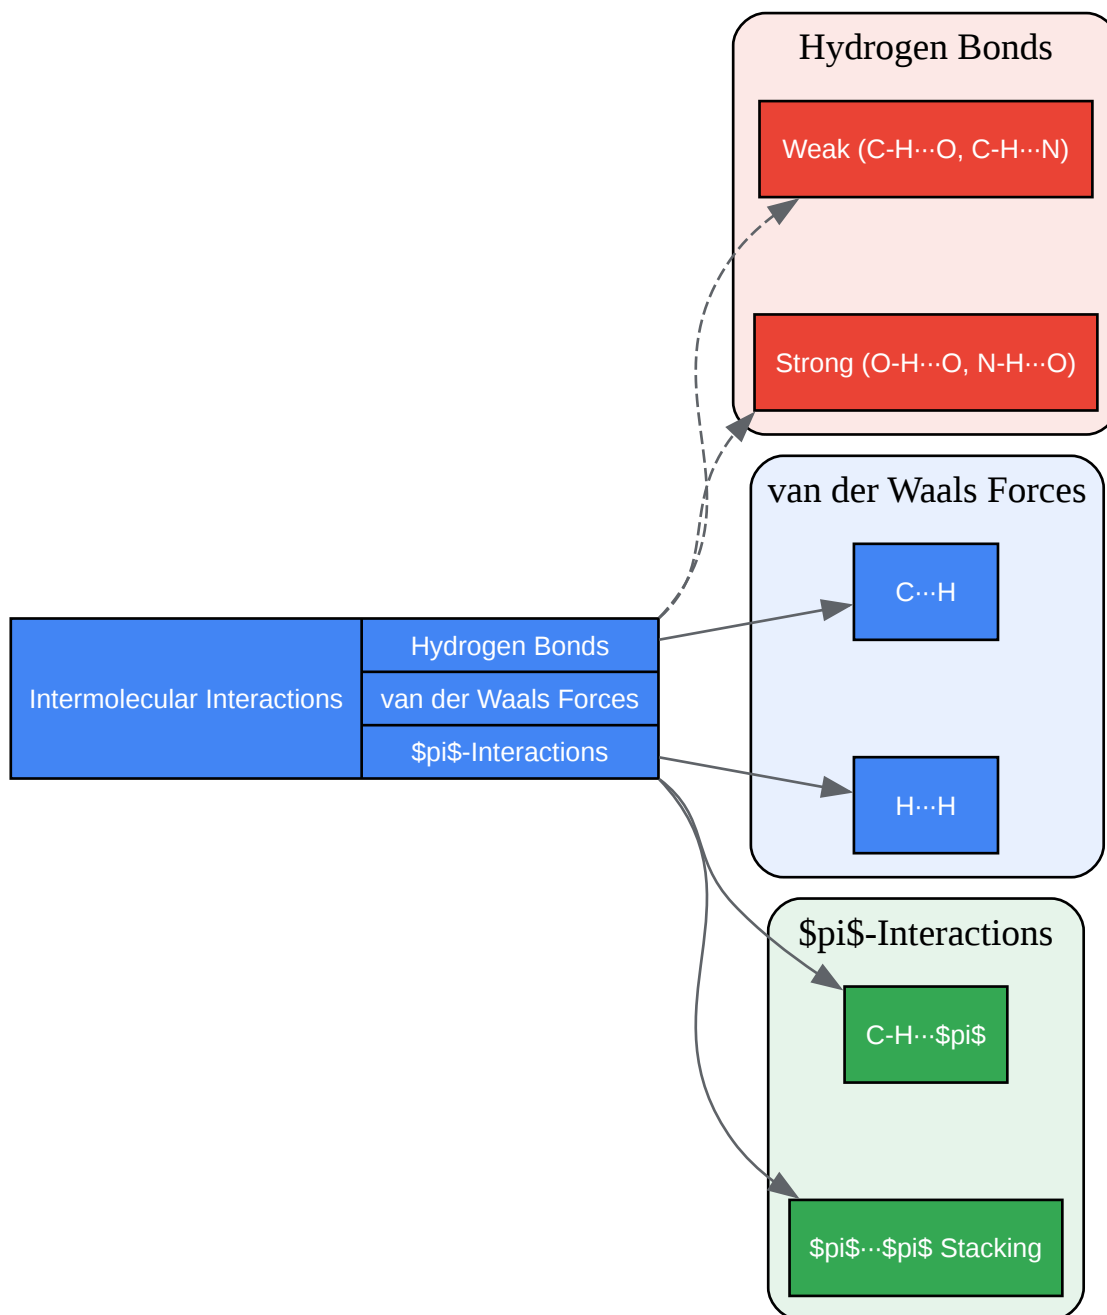 Hydrogen Bonds
Weak (C-H···O, C-H···N)
Strong (O-H···O, N-H···O)
van der Waals Forces
C···H
H···H
Intermolecular Interactions
Hydrogen Bonds
van der Waals Forces
$pi$-Interactions
$pi$-Interactions
C-H···$pi$
$pi$···$pi$ Stacking